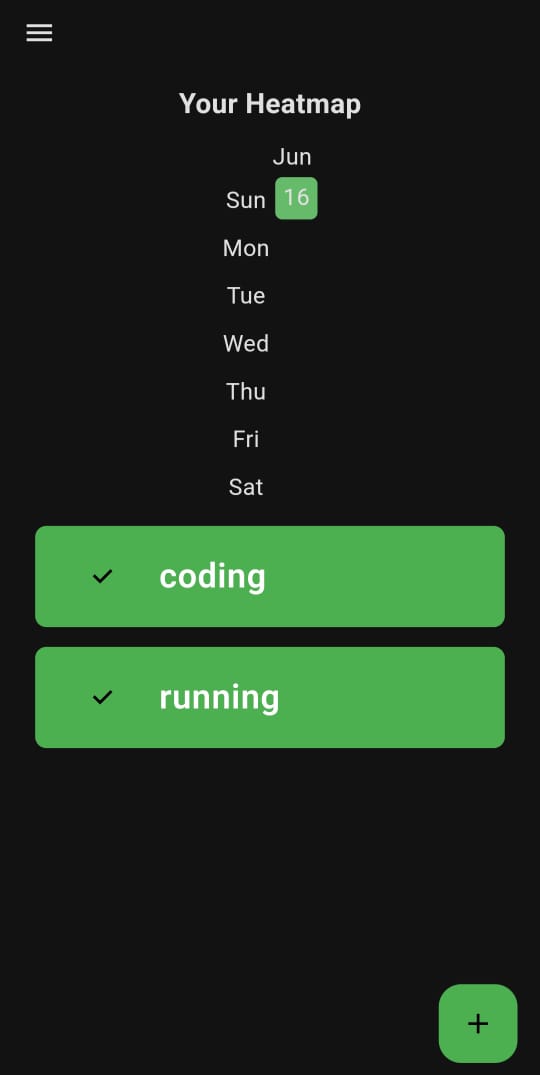 Your Heatmap
Jun
Sun 16
Mon
Tue
Wed
Thu
Fri
Sat
coding
running
+